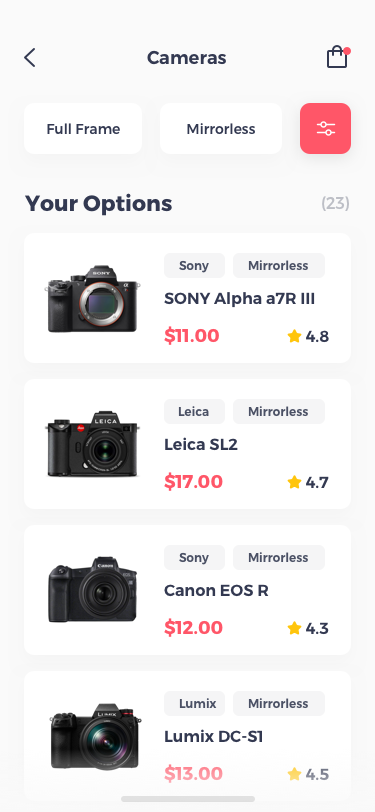 Cameras
Full Frame
Mirrorless
Your Options
(23)
SONY
α
Sony
Mirrorless
SONY Alpha a7R III
$11.00
4.8
LEICA
Leica
Mirrorless
Leica SL2
$17.00
4.7
Canon
Sony
Mirrorless
Canon EOS R
$12.00
4.3
LUMIX
Lumix
Mirrorless
Lumix DC-S1
$13.00
4.5